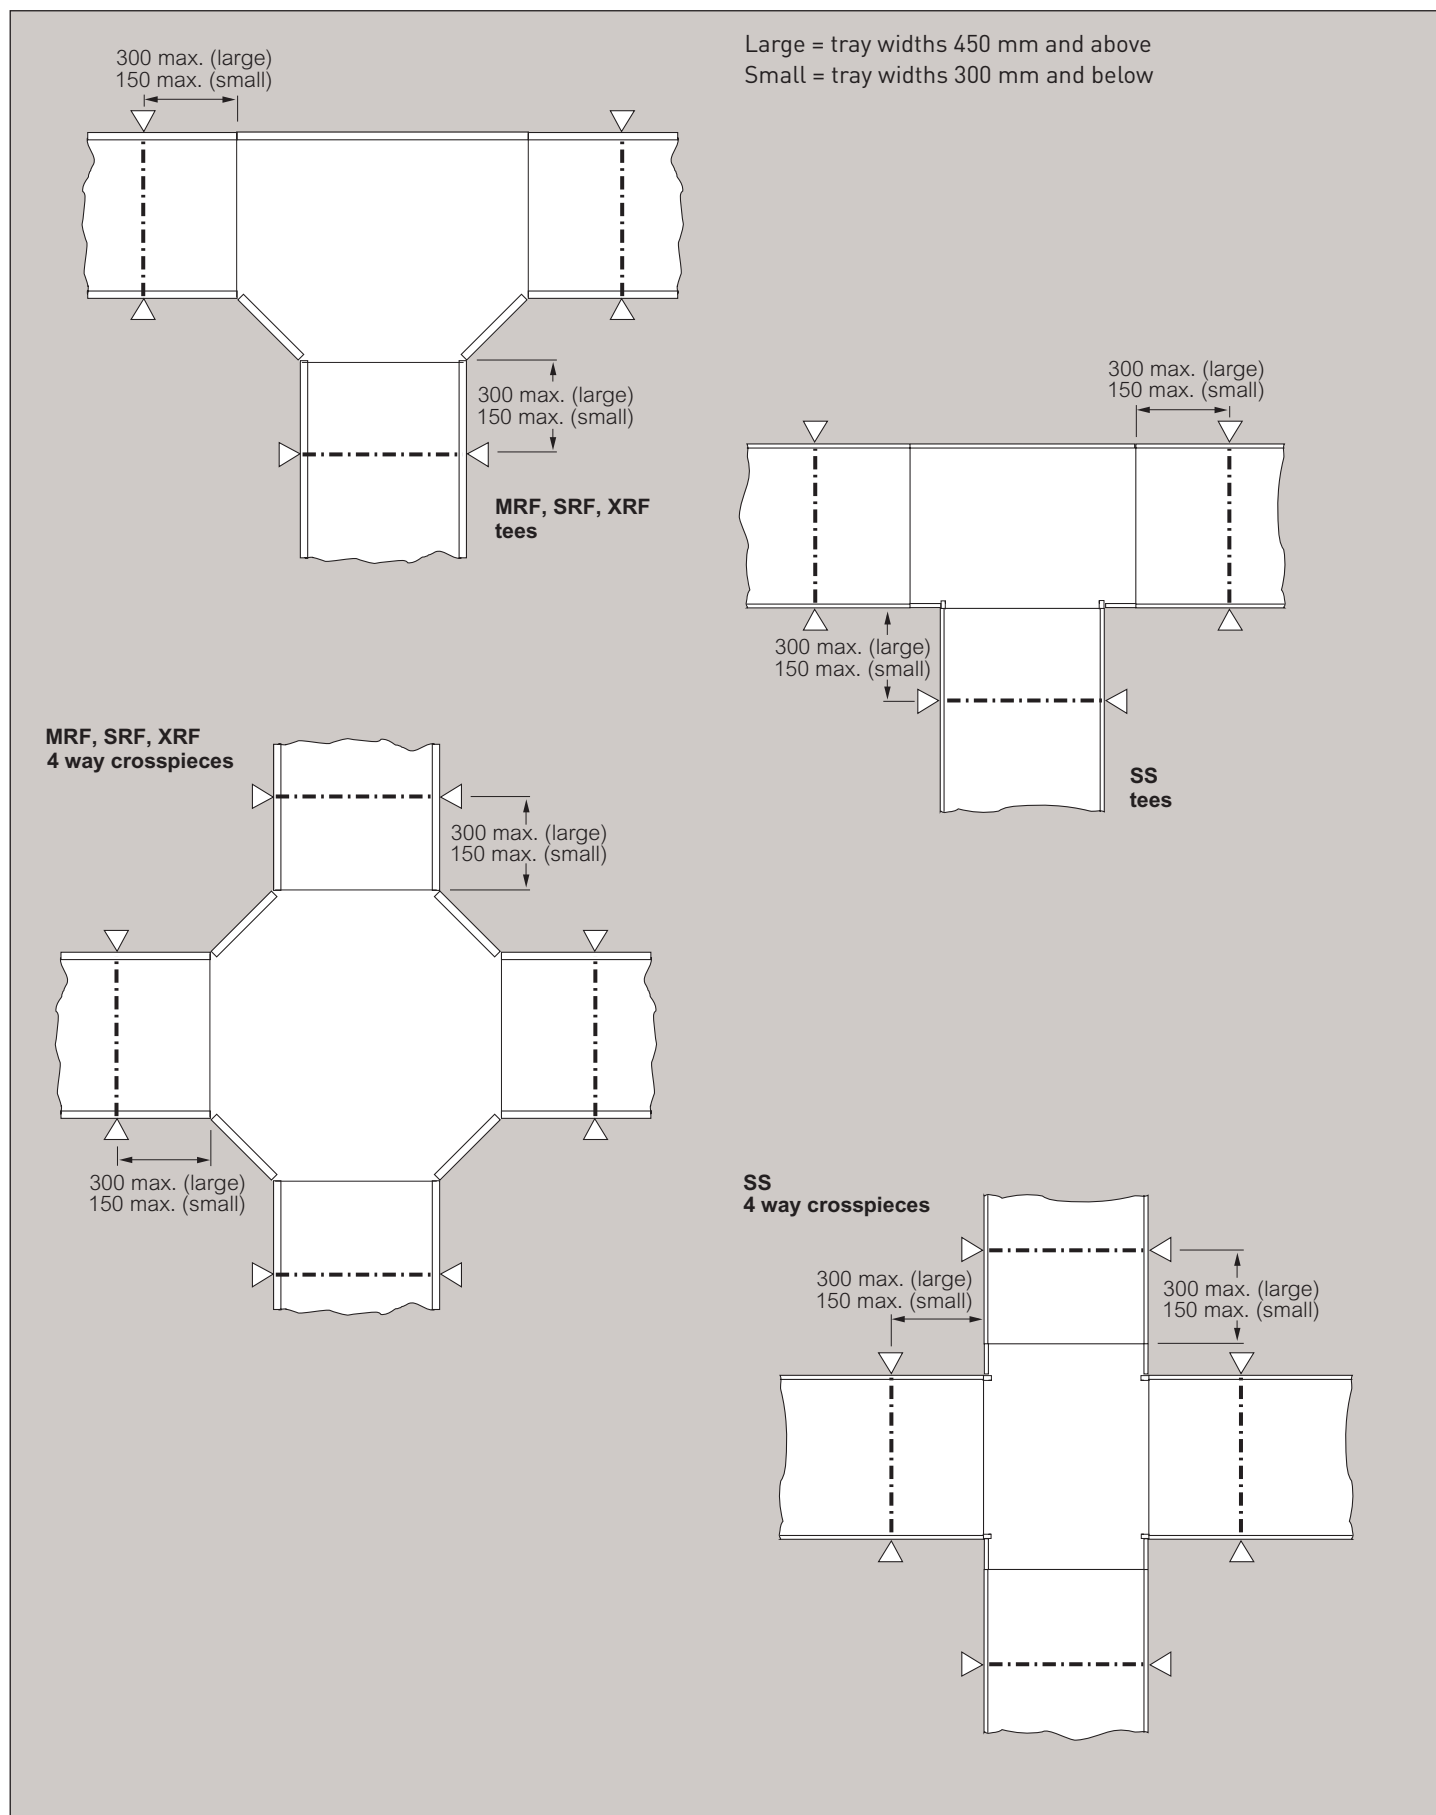 300 max. (large)
150 max. (small)
Large = tray widths 450 mm and above
Small = tray widths 300 mm and below
300 max. (large)
150 max. (small)
MRF, SRF, XRF
tees
300 max. (large)
150 max. (small)
300 max. (large)
150 max. (small)
SS
tees
MRF, SRF, XRF
4 way crosspieces
300 max. (large)
150 max. (small)
300 max. (large)
150 max. (small)
SS
4 way crosspieces
300 max. (large)
150 max. (small)
300 max. (large)
150 max. (small)